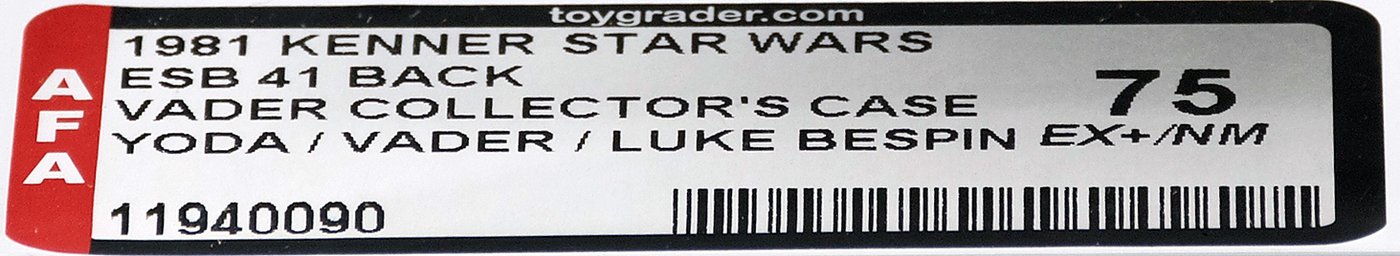 toygrader.com
AFA
1981 KENNER STAR WARS
ESB 41 BACK
VADER COLLECTOR'S CASE
YODA / VADER / LUKE BESPIN
75
EX+/NM
11940090